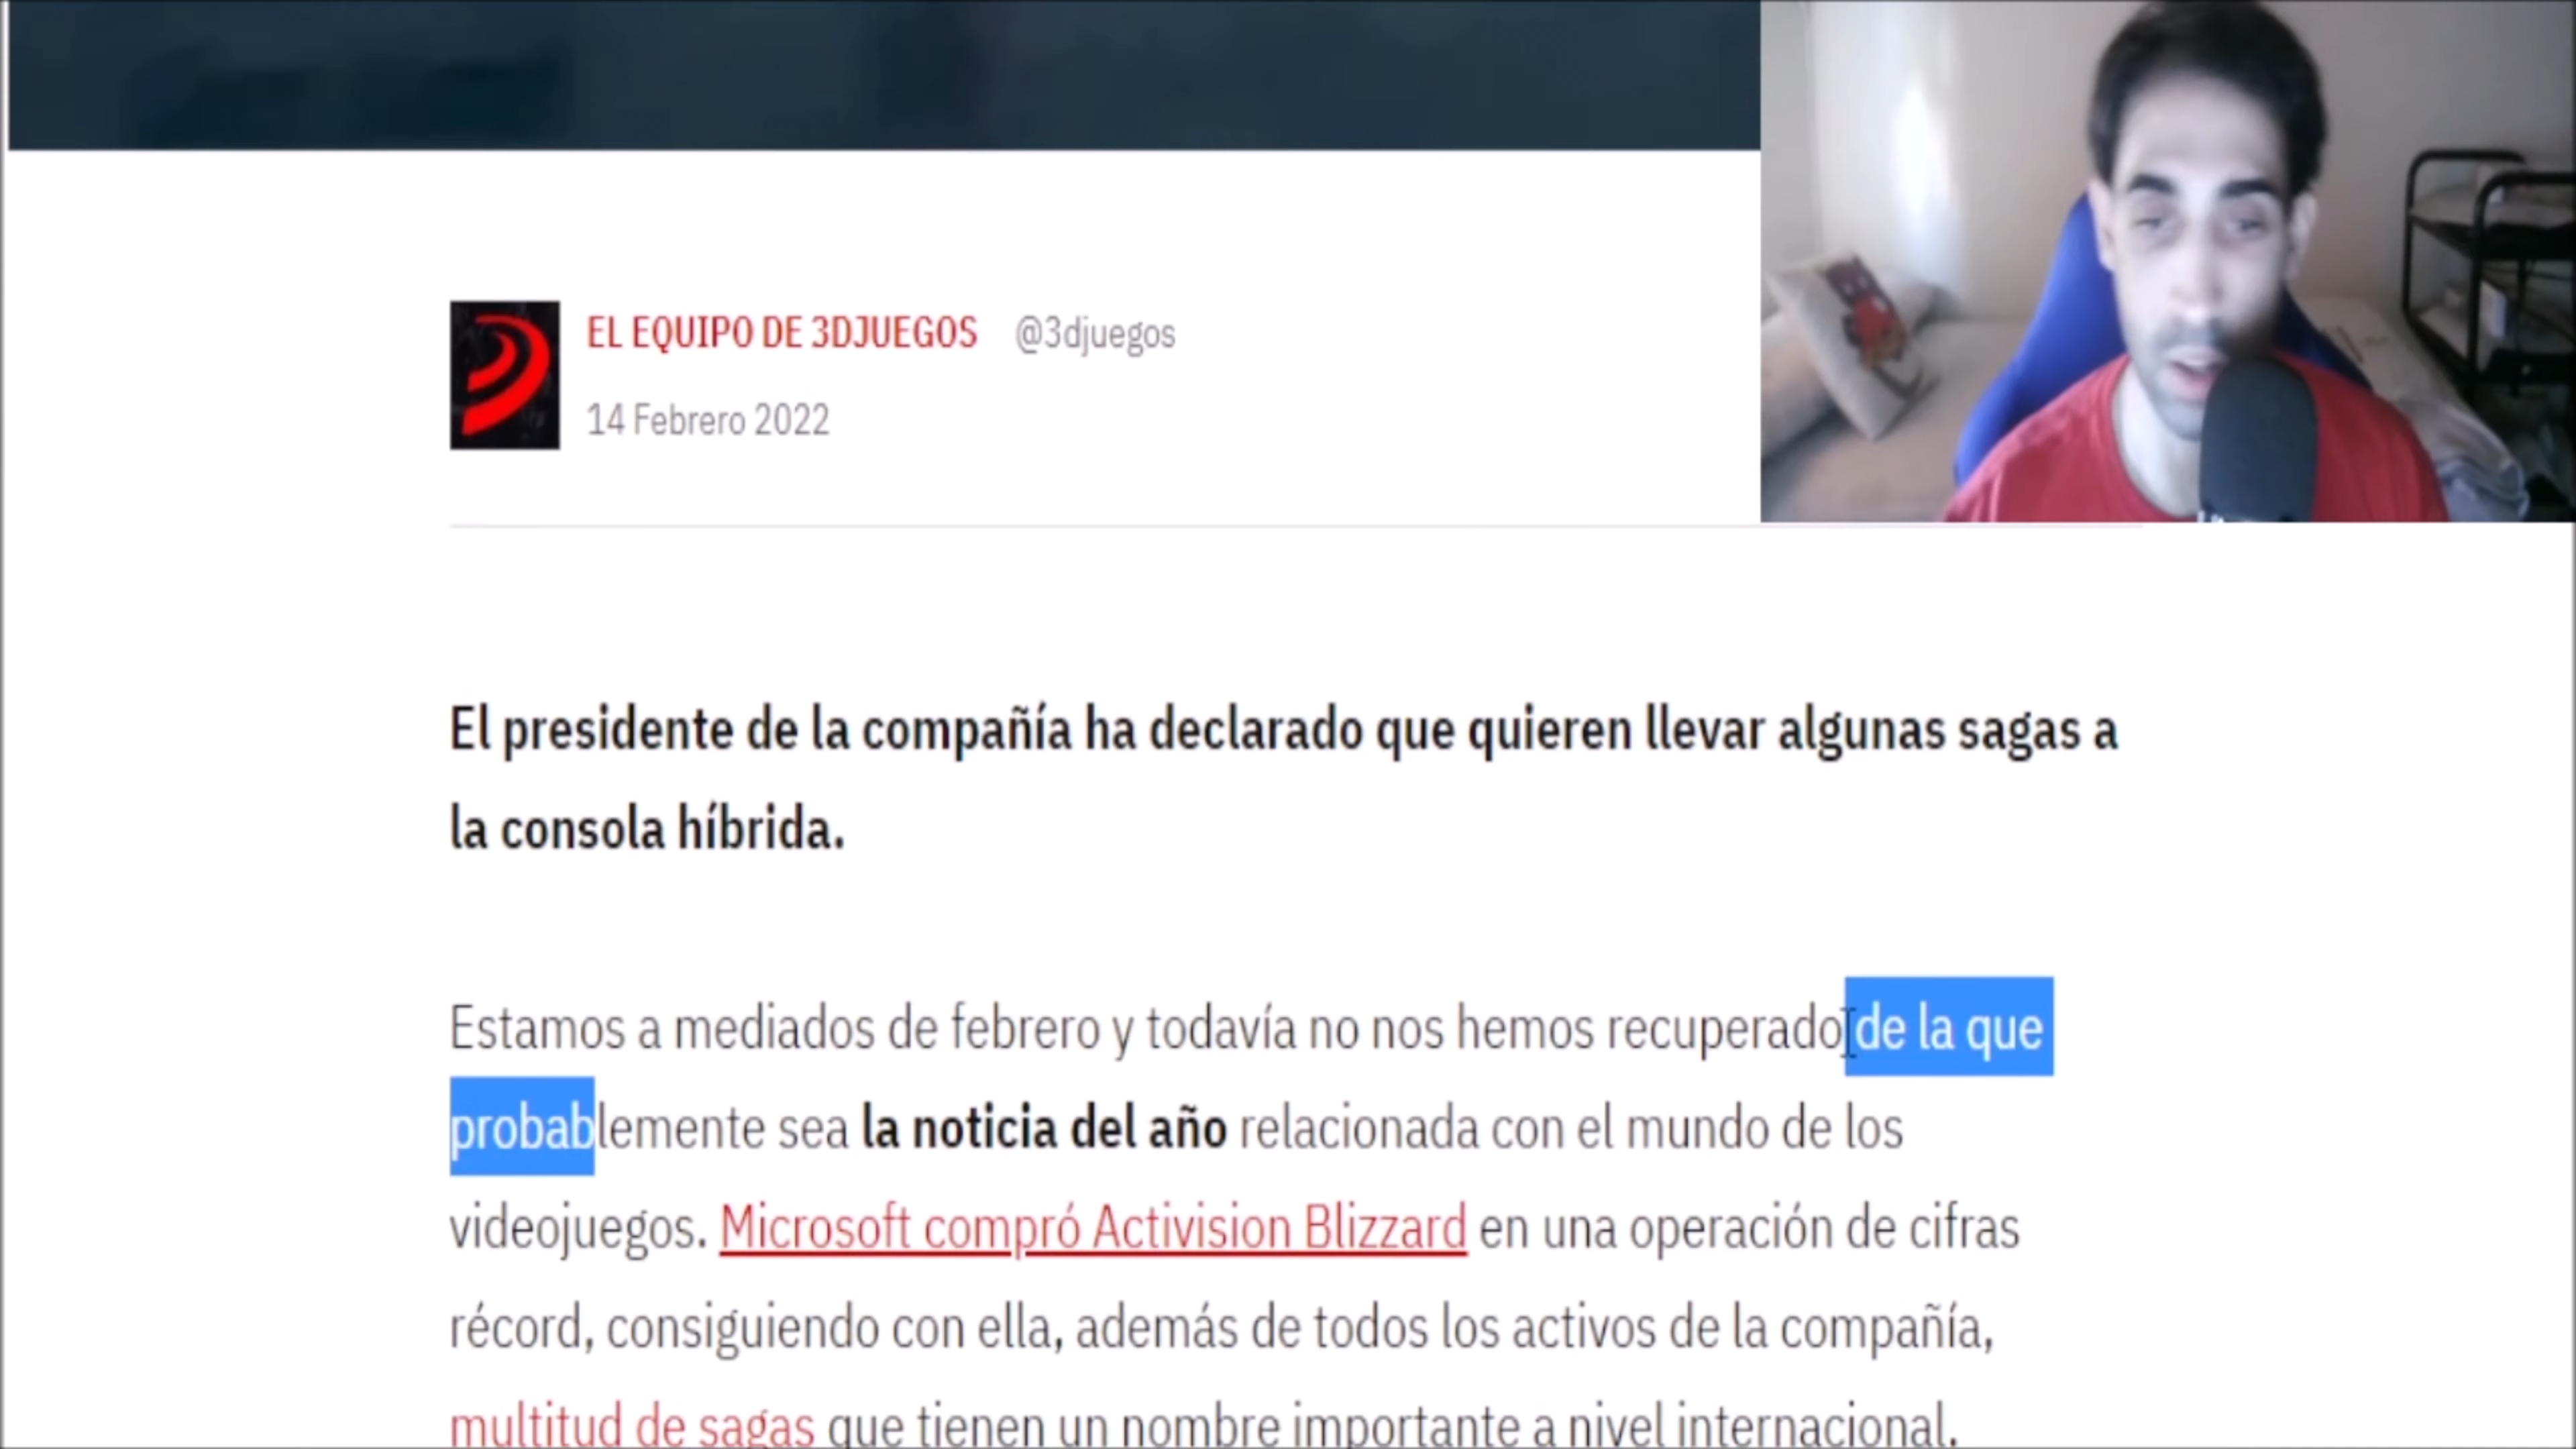 EL EQUIPO DE 3DJUEGOS @3djuegos
14 Febrero 2022
El presidente de la compañía ha declarado que quieren llevar algunas sagas a
la consola híbrida.
Estamos a mediados de febrero y todavía no nos hemos recuperado de la que
probablemente sea la noticia del año relacionada con el mundo de los
videojuegos. Microsoft compró Activision Blizzard en una operación de cifras
récord, consiguiendo con ella, además de todos los activos de la compañía,
multitud de sagas que tienen un nombre importante a nivel internacional.